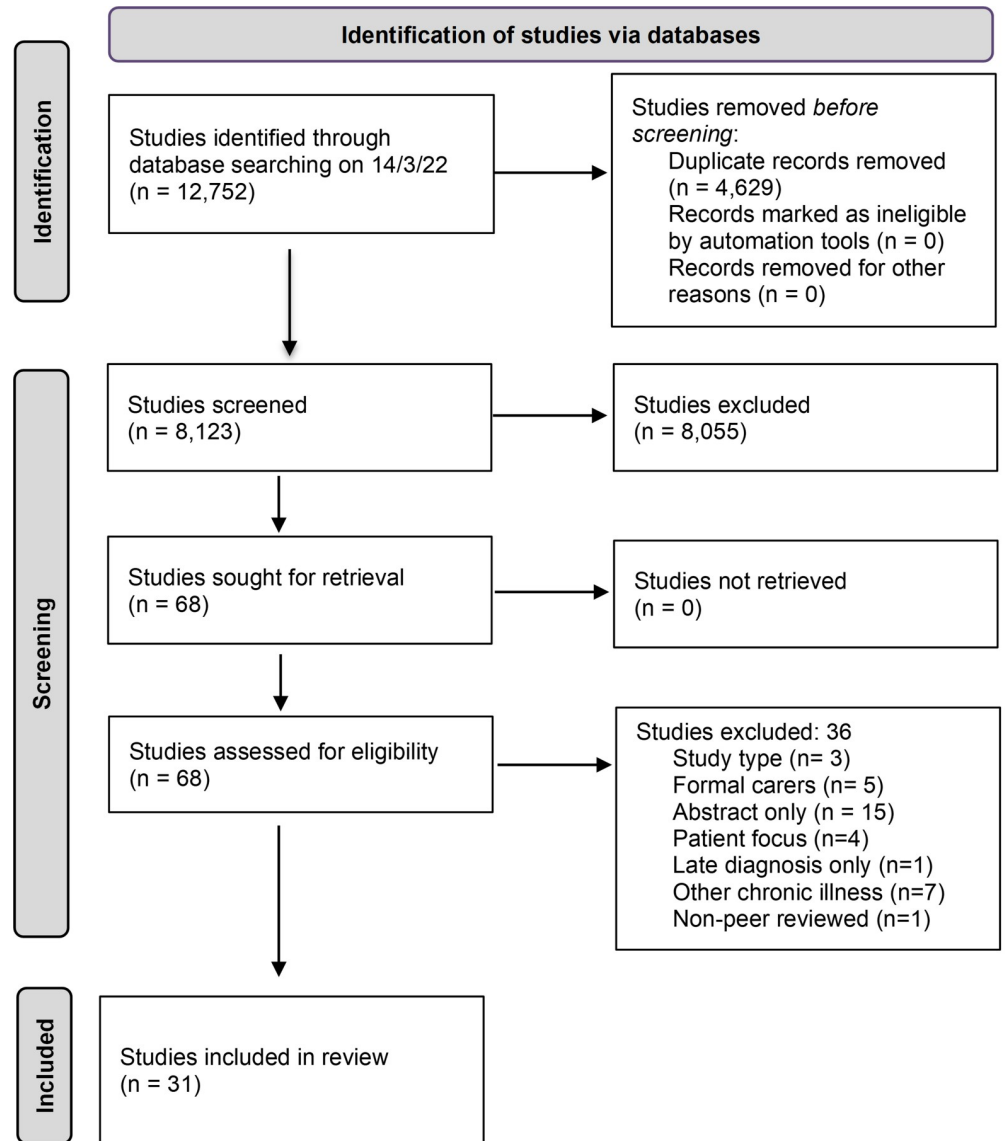 Identification of studies via databases
Identification
Studies identified through
database searching on 14/3/22
(n = 12,752)
Studies removed before
screening:
Duplicate records removed
(n = 4,629)
Records marked as ineligible
by automation tools (n = 0)
Records removed for other
reasons (n = 0)
Screening
Studies screened
(n = 8,123)
Studies excluded
(n = 8,055)
Studies sought for retrieval
(n = 68)
Studies not retrieved
(n = 0)
Studies assessed for eligibility
(n = 68)
Studies excluded: 36
Study type (n= 3)
Formal carers (n= 5)
Abstract only (n = 15)
Patient focus (n=4)
Late diagnosis only (n=1)
Other chronic illness (n=7)
Non-peer reviewed (n=1)
Included
Studies included in review
(n = 31)